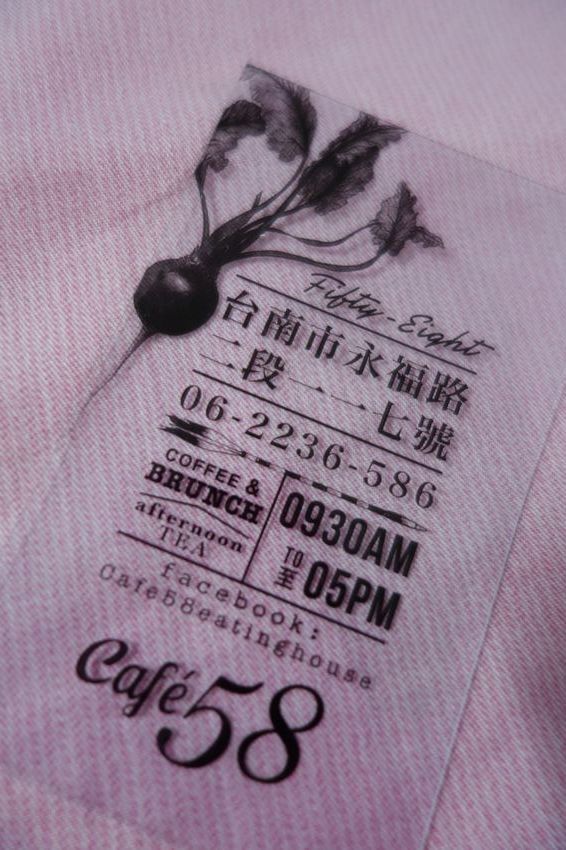 Fifty-Eight
台南市永福路
二段一一七號
06-2236-586
COFFEE &
BRUNCH
afternoon
TEA
0930AM
TO
至
05PM
facebook:
Cafe58eatinghouse
Café 58